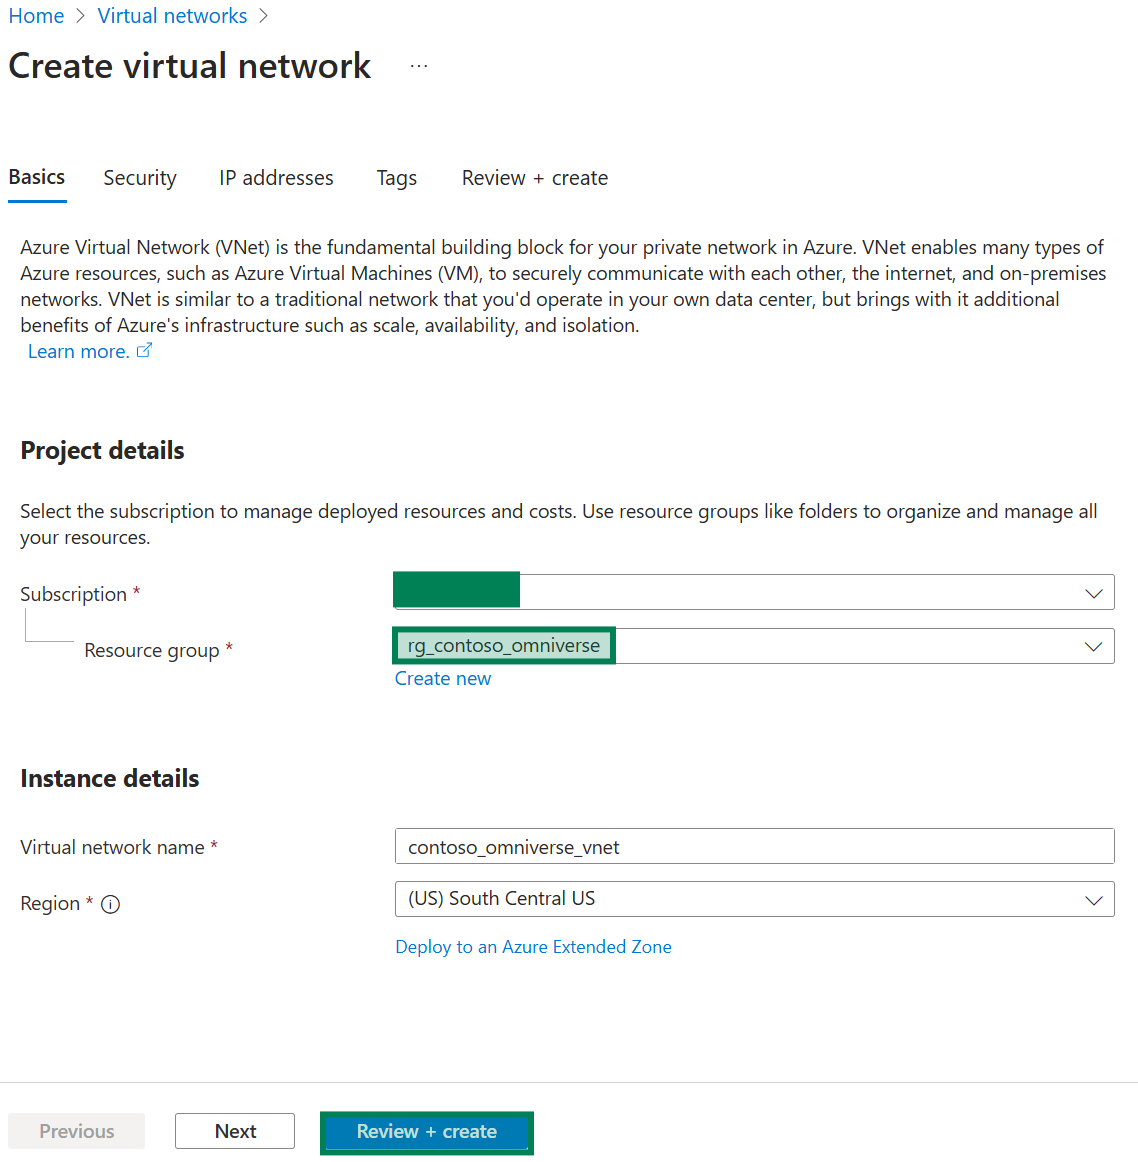 Home > Virtual networks >
Create virtual network ...
Basics Security IP addresses Tags Review + create
Azure Virtual Network (VNet) is the fundamental building block for your private network in Azure. VNet enables many types of
Azure resources, such as Azure Virtual Machines (VM), to securely communicate with each other, the internet, and on-premises
networks. VNet is similar to a traditional network that you'd operate in your own data center, but brings with it additional
benefits of Azure's infrastructure such as scale, availability, and isolation.
Learn more.
Project details
Select the subscription to manage deployed resources and costs. Use resource groups like folders to organize and manage all
your resources.
Subscription *
Resource group * rg_contoso_omniverse
Create new
Instance details
Virtual network name * contoso_omniverse_vnet
Region * (US) South Central US
Deploy to an Azure Extended Zone
Previous Next Review + create